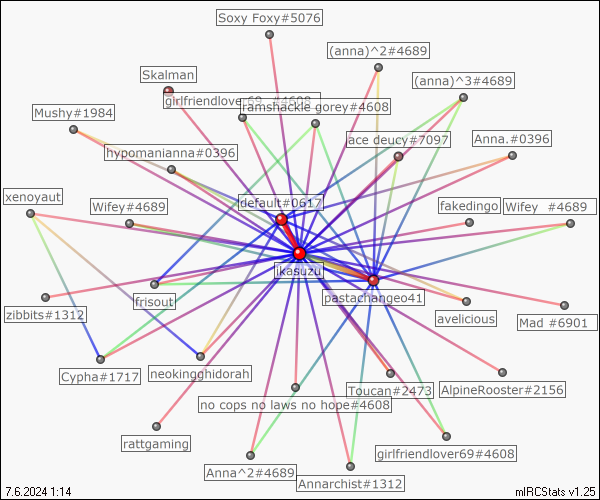 Soxy Foxy#5076
(anna)^2#4689
Skalman
(anna)^3#4689
girlfriendlove 69 #4608
ramshackle gorey#4608
Mushy#1984
ace deucy#7097
Anna.#0396
hypomanianna#0396
xenoyaut
default#0617
Wifey#4689
fakedingo
Wifey #4689
ikasuzu
frisout
pastachangeo41
zibbits#1312
avelicious
Mad #6901
Cypha#1717
neokingghidorah
Toucan#2473
AlpineRooster#2156
no cops no laws no hope#4608
rattgaming
girlfriendlover69#4608
Anna^2#4689
Annarchist#1312
7.6.2024 1:14
mIRCStats v1.25